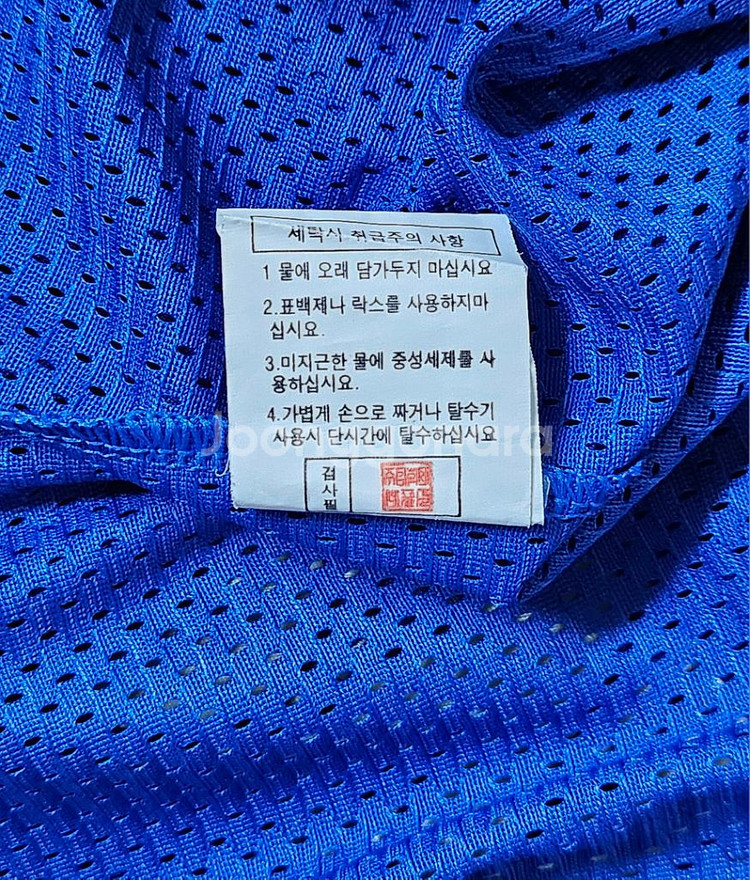 세탁시 취급주의 사항
1 물에 오래 담가두지 마십시요
2.표백제나 락스를 사용하지마
십시요.
3.미지근한 물에 중성세제를 사
용하십시요.
4.가볍게 손으로 짜거나 탈수기
사용시 단시간에 탈수하십시요
Joonggonara
검
사
필